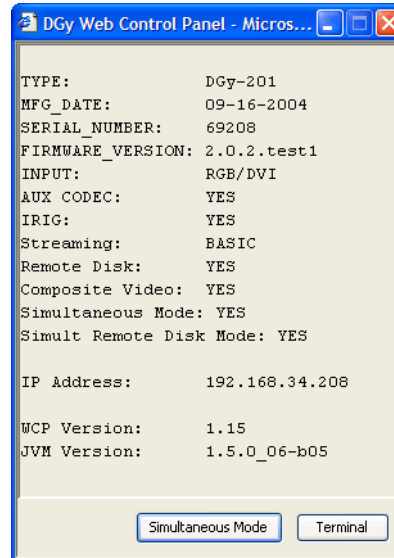 DGy Web Control Panel - Micros...
TYPE: DGy-201
MFG_DATE: 09-16-2004
SERIAL_NUMBER: 69208
FIRMWARE_VERSION: 2.0.2.test1
INPUT: RGB/DVI
AUX CODEC: YES
IRIG: YES
Streaming: BASIC
Remote Disk: YES
Composite Video: YES
Simultaneous Mode: YES
Simult Remote Disk Mode: YES
IP Address: 192.168.34.208
WCP Version: 1.15
JVM Version: 1.5.0_06-b05
Simultaneous Mode Terminal